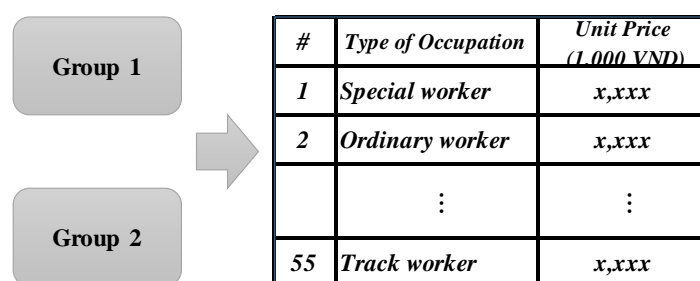 Group 1
Group 2
# Type of Occupation Unit Price
(1,000 VND)
1 Special worker x,xxx
2 Ordinary worker x,xxx
⋮ ⋮
55 Track worker x,xxx